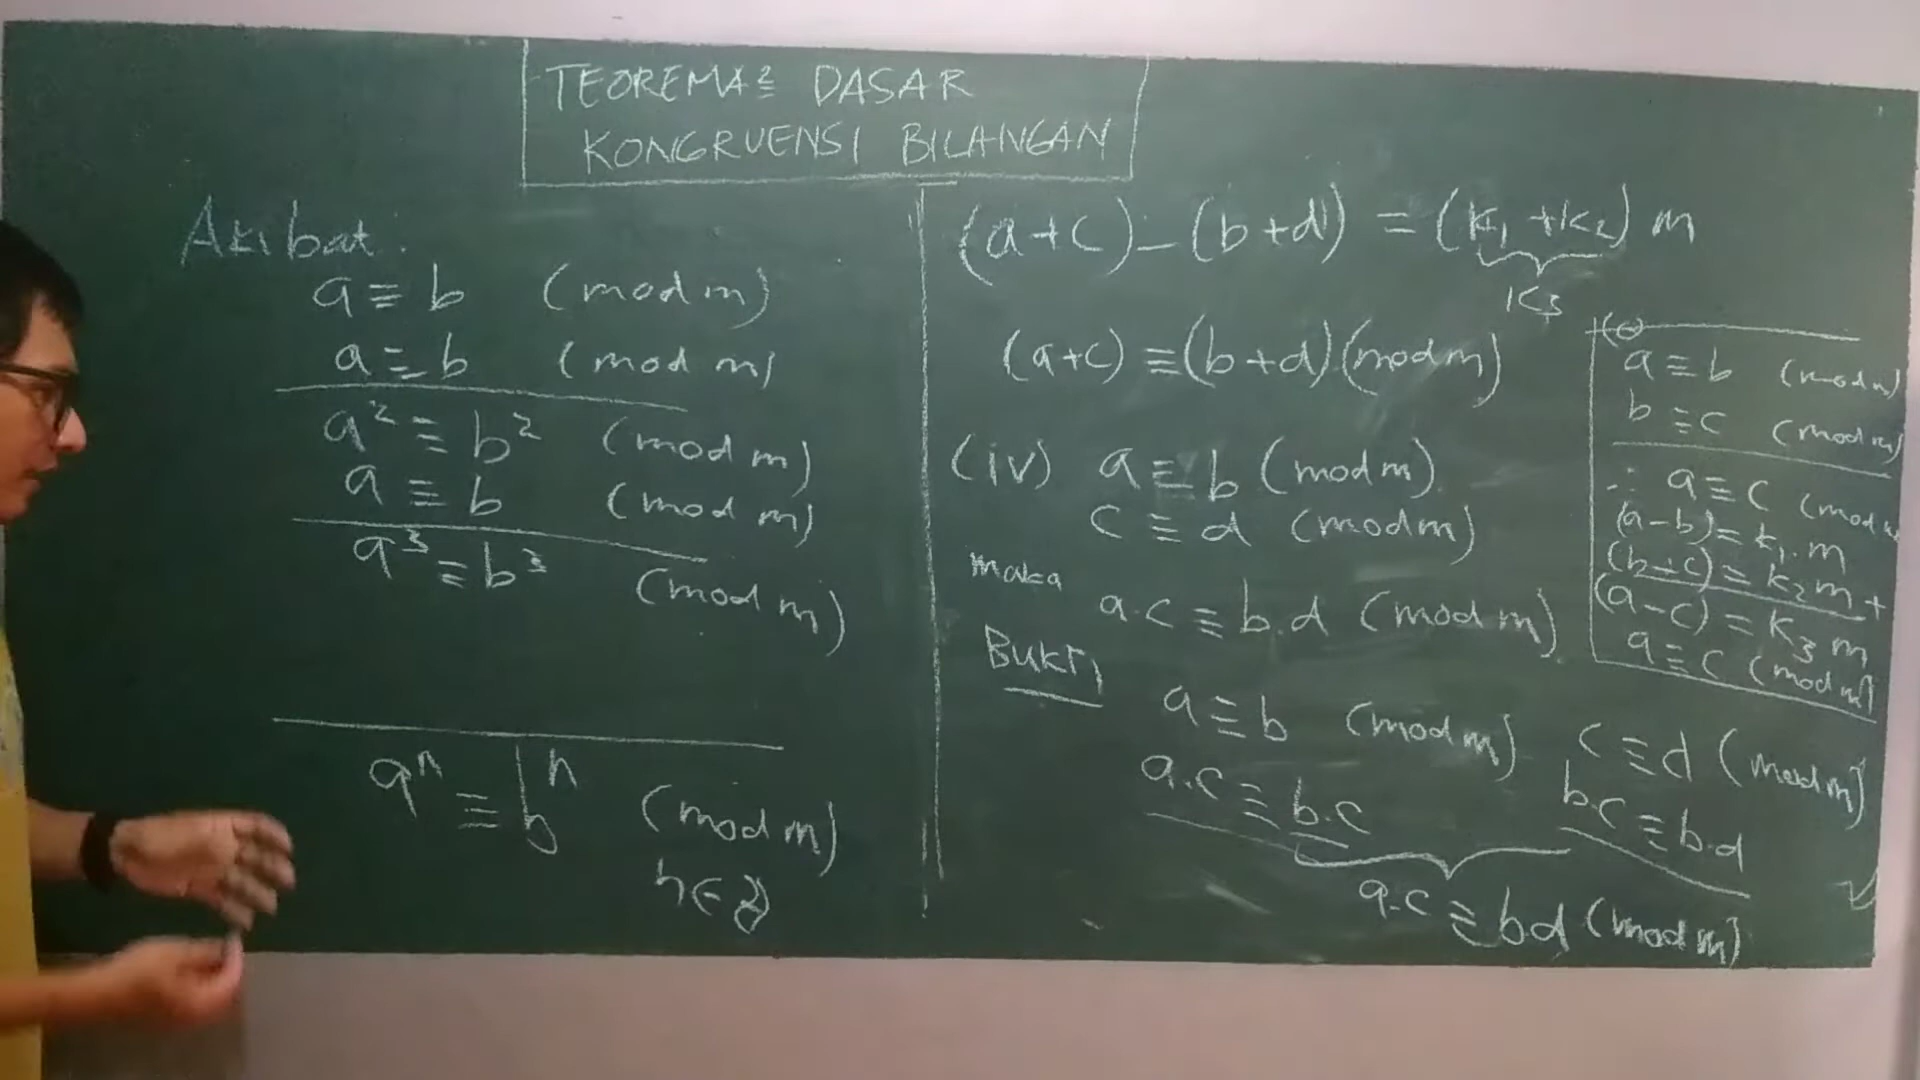 TEOREMA² DASAR
KONGRUENSI BILANGAN
Akibat :
a ≡ b (mod m)
a ≡ b (mod m)
a² ≡ b² (mod m)
a ≡ b (mod m)
a³ ≡ b³ (mod m)
aⁿ ≡ bⁿ (mod m)
(a+c) - (b+d) = (k₁ + k₂) m
k₃
(a+c) ≡ (b+d) (mod m)
(iv) a ≡ b (mod m)
c ≡ d (mod m)
maka
a.c ≡ b.d (mod m)
Bukti
a ≡ b (mod m) c ≡ d (mod m)
a.c ≡ b.c b.c ≡ b.d
a.c ≡ b.d (mod m)
a ≡ b (mod m)
b ≡ c (mod m)
∴ a ≡ c (mod m
(a-b) = k₁.m
(b-c) = k₂m +
(a-c) = k₃ m
a ≡ c (mod m)